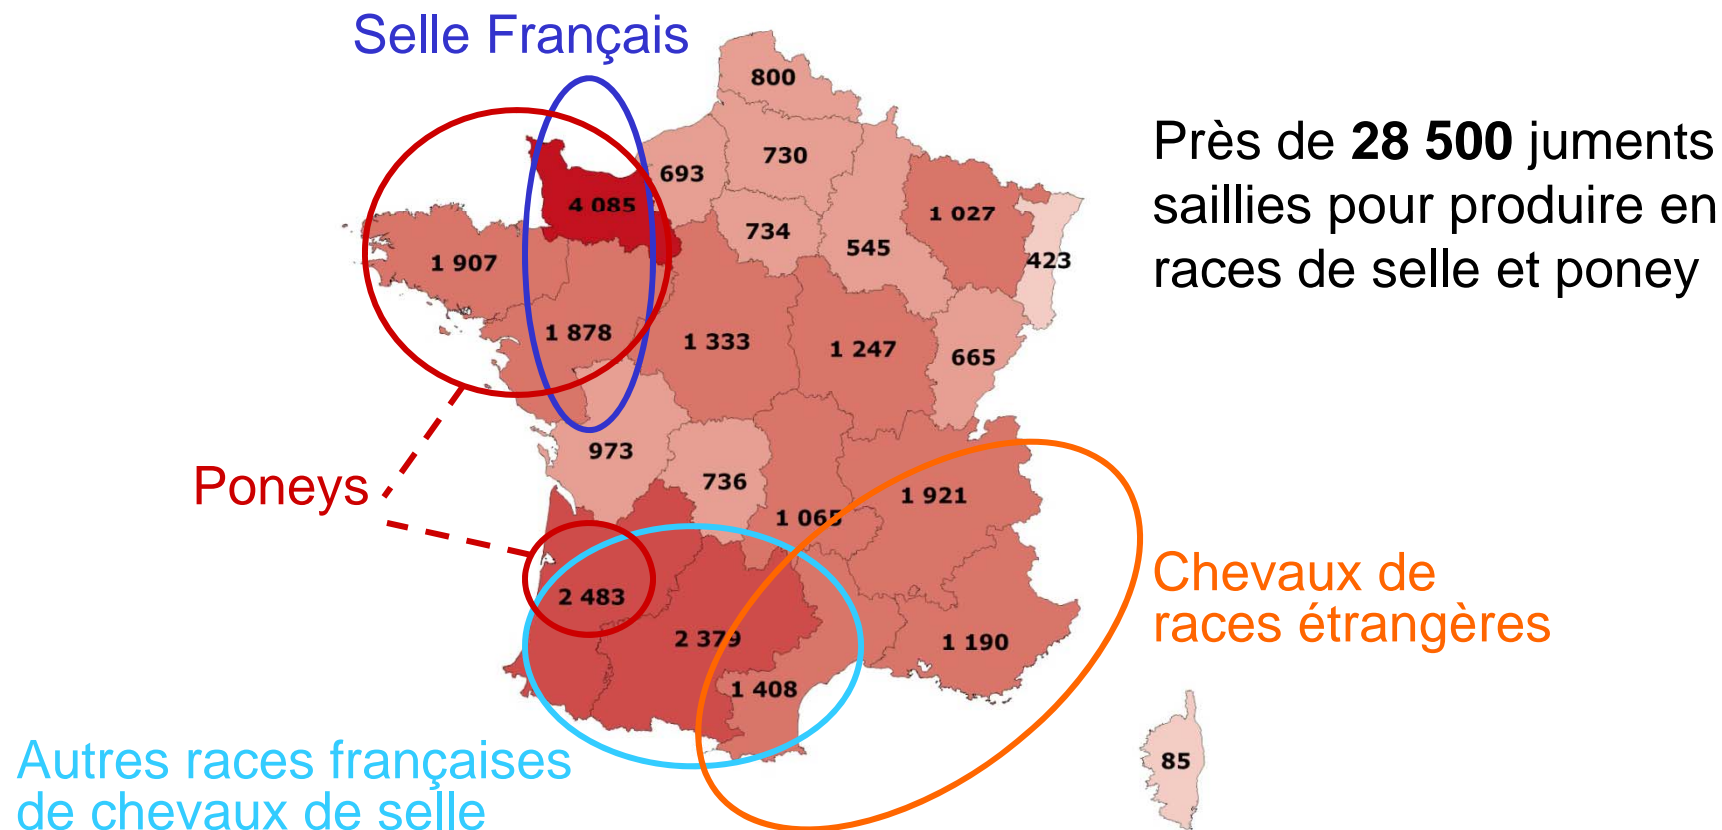 Selle Français
800
Près de 28 500 juments
saillies pour produire en
races de selle et poney
693
730
4 085
1 027
734
545
423
1 907
1 878
1 333
1 247
665
973
736
Poneys
1 921
1 065
2 483
Chevaux de
races étrangères
2 379
1 190
1 408
Autres races françaises
de chevaux de selle
85